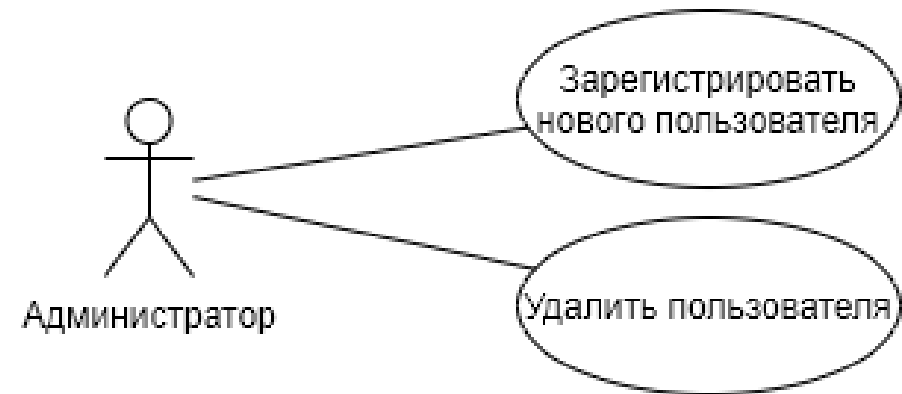 Зарегистрировать
нового пользователя
Администратор
Удалить пользователя